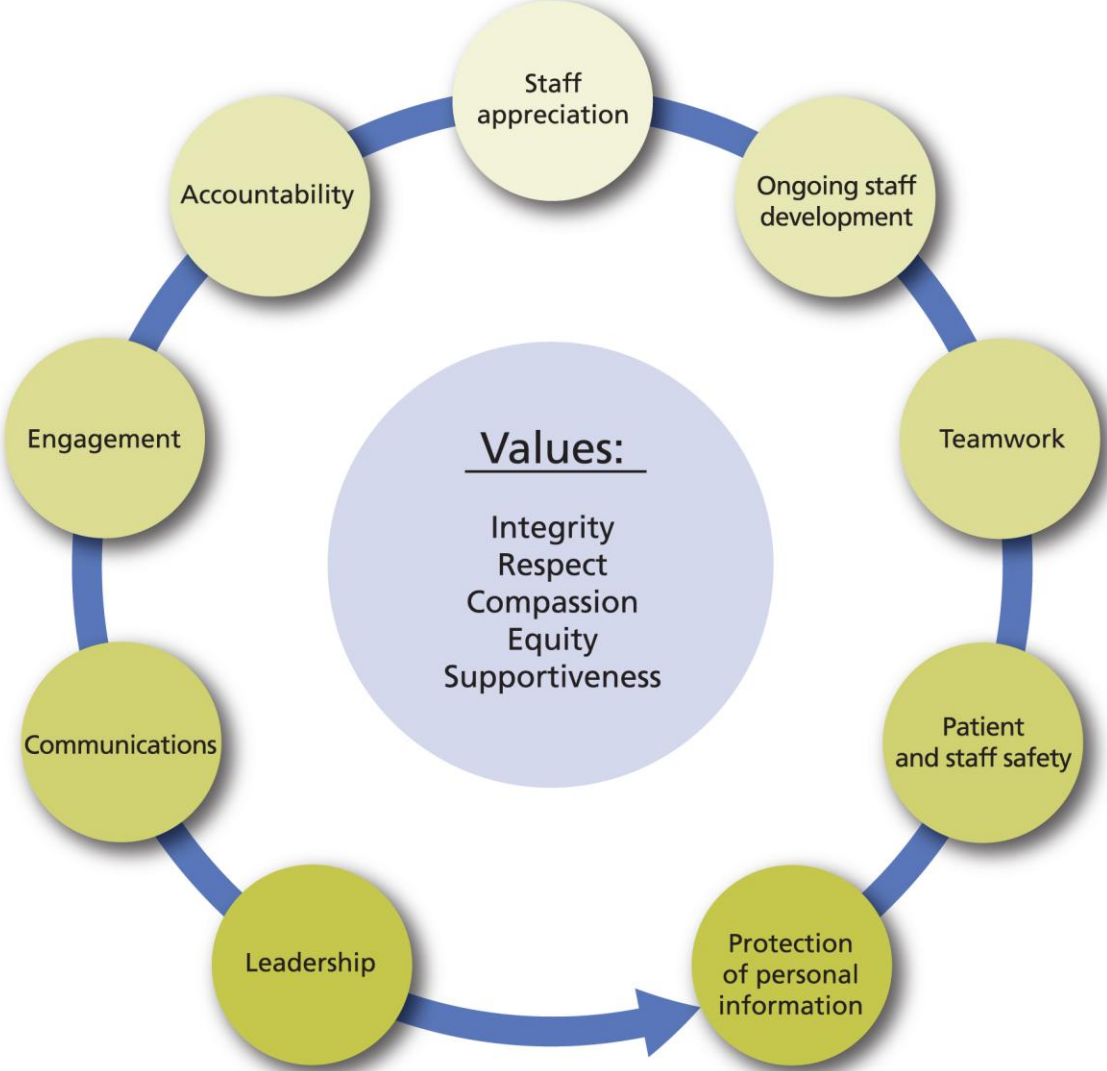 Staff
appreciation
Ongoing staff
development
Teamwork
Patient
and staff safety
Protection
of personal
information
Leadership
Communications
Engagement
Accountability
Values:
Integrity
Respect
Compassion
Equity
Supportiveness